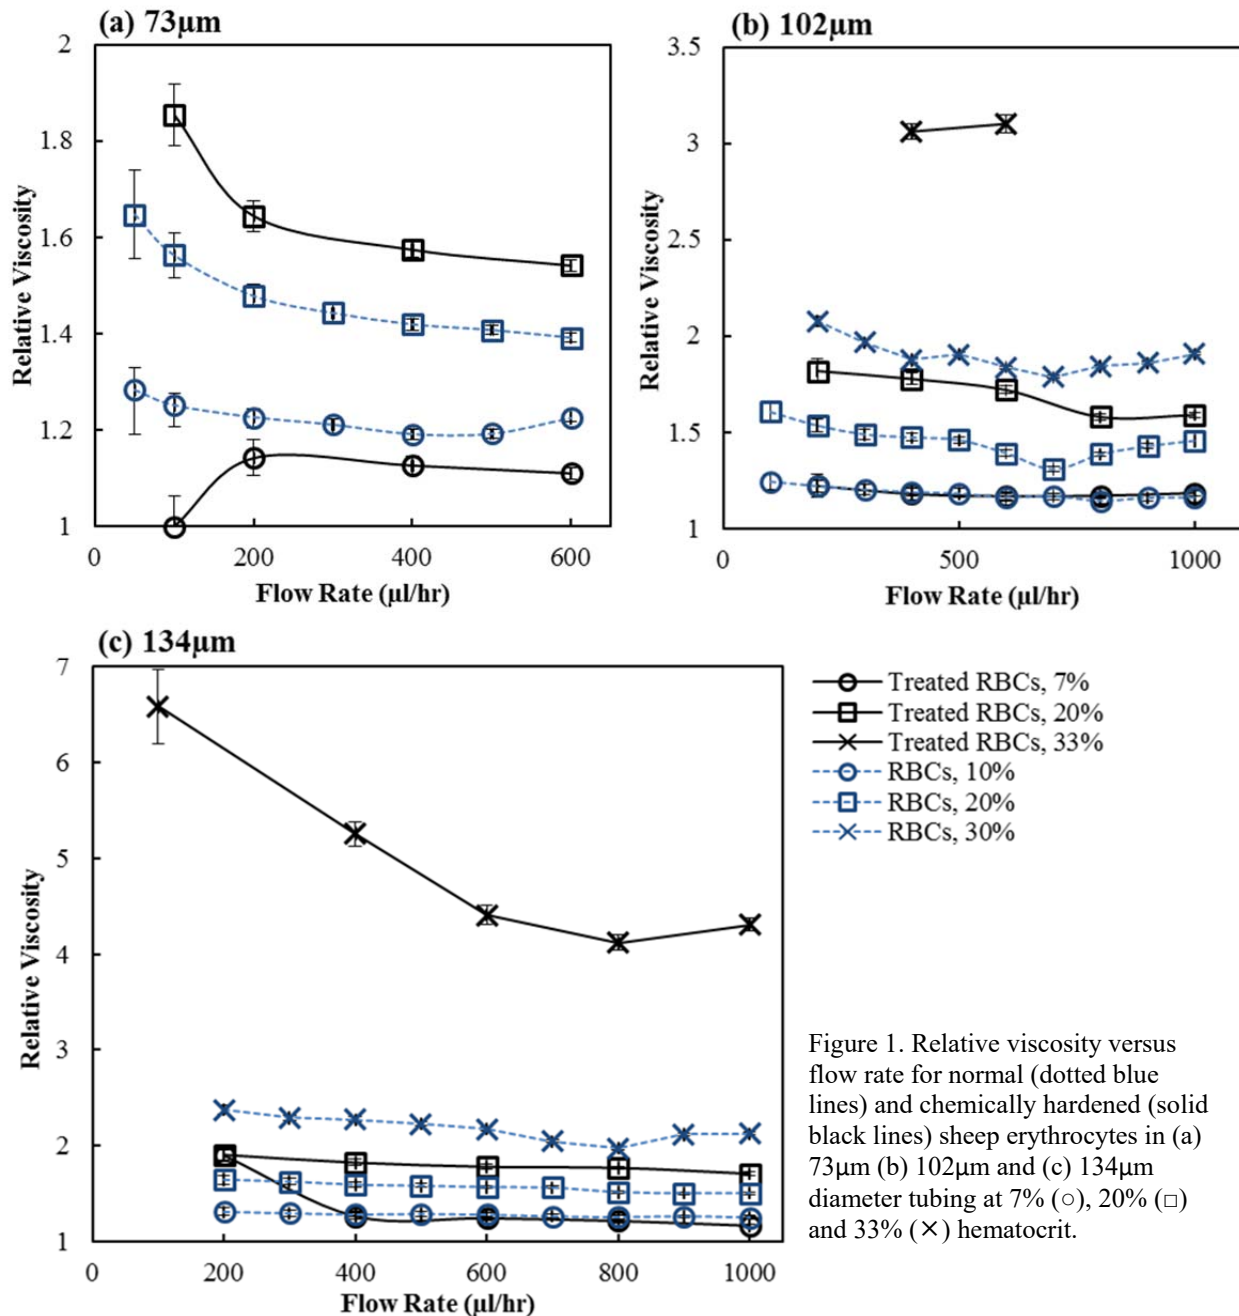 (a) 73μm
2
1.8
1.6
1.4
1.2
1
Relative Viscosity
0
200
400
600
Flow Rate (μl/hr)
(b) 102μm
3.5
3
2.5
2
1.5
1
Relative Viscosity
0
500
1000
Flow Rate (μl/hr)
(c) 134μm
7
6
5
4
3
2
1
Relative Viscosity
0
200
400
600
800
1000
Flow Rate (μl/hr)
Treated RBCs, 7%
Treated RBCs, 20%
Treated RBCs, 33%
RBCs, 10%
RBCs, 20%
RBCs, 30%
Figure 1. Relative viscosity versus
flow rate for normal (dotted blue
lines) and chemically hardened (solid
black lines) sheep erythrocytes in (a)
73μm (b) 102μm and (c) 134μm
diameter tubing at 7% (○), 20% (□)
and 33% (✕) hematocrit.